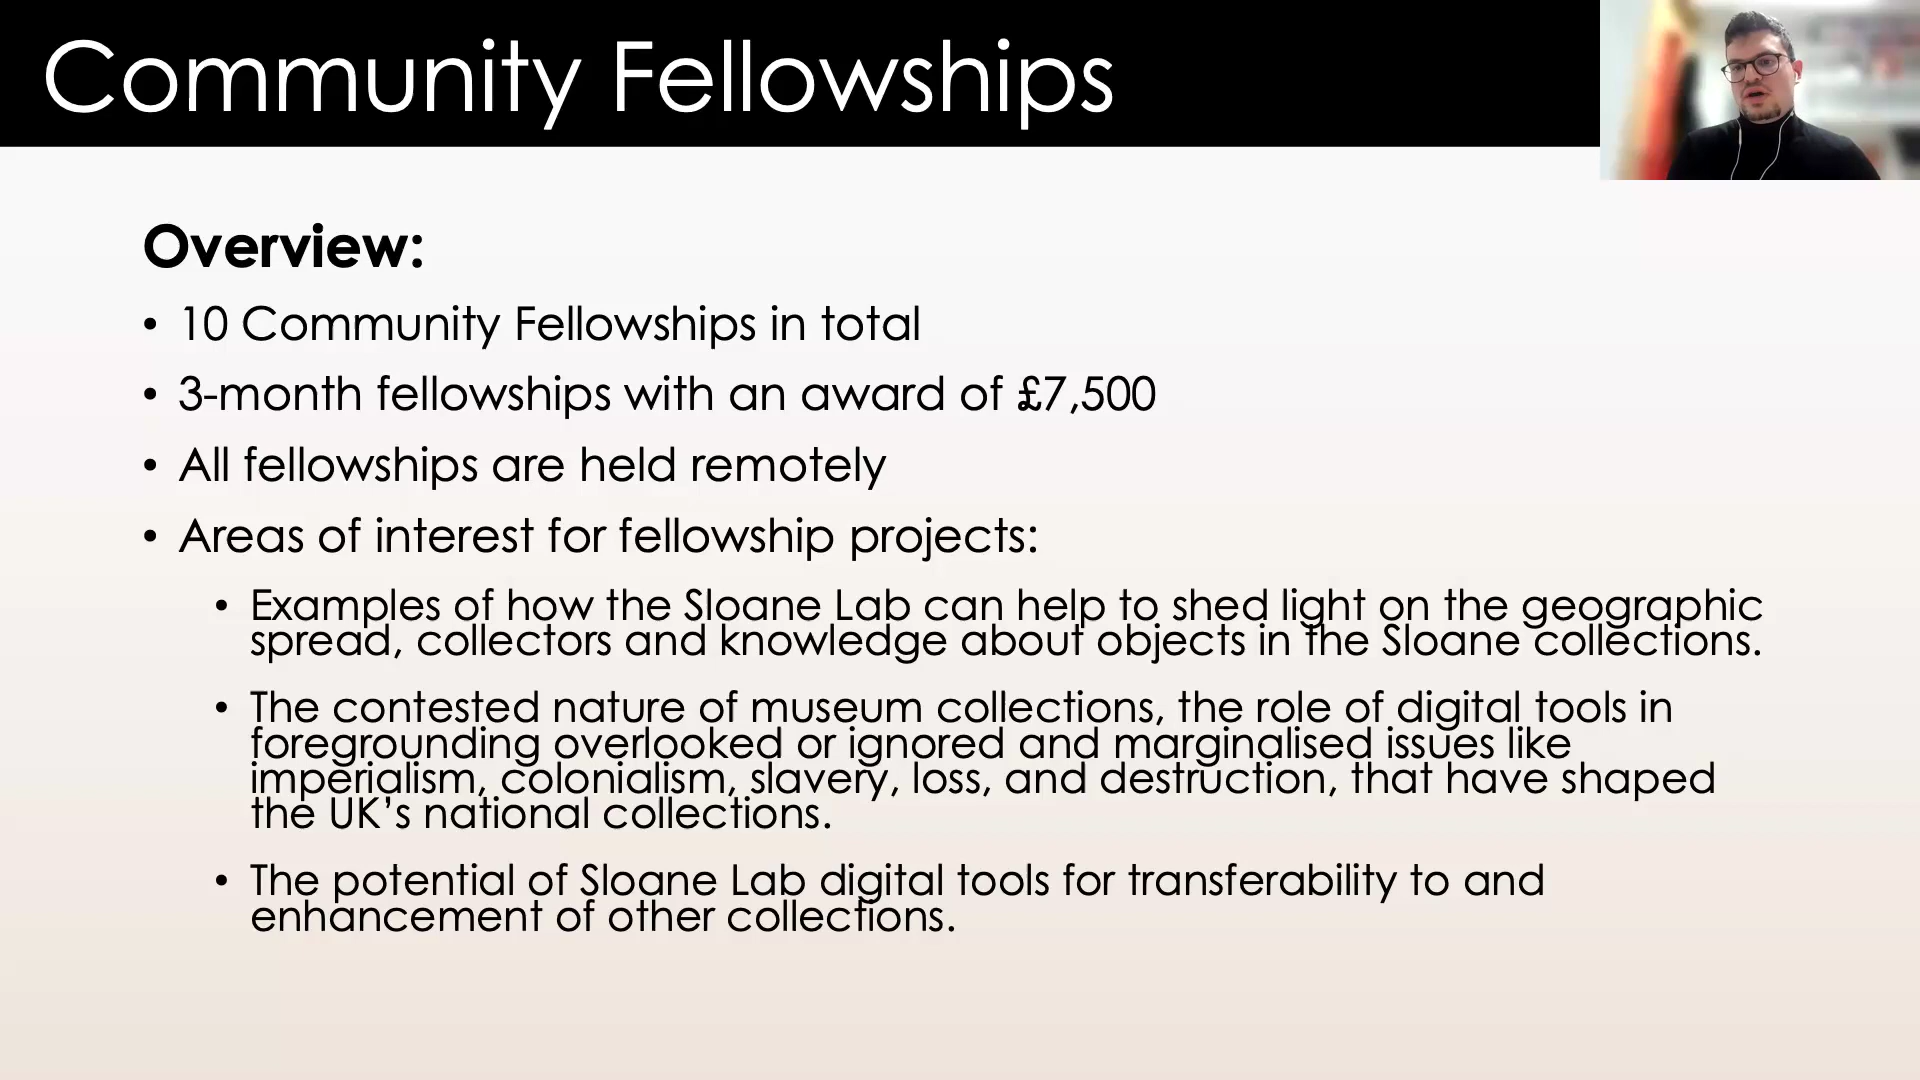 Community Fellowships
Overview:
• 10 Community Fellowships in total
• 3-month fellowships with an award of £7,500
• All fellowships are held remotely
• Areas of interest for fellowship projects:
• Examples of how the Sloane Lab can help to shed light on the geographic
spread, collectors and knowledge about objects in the Sloane collections.
• The contested nature of museum collections, the role of digital tools in
foregrounding overlooked or ignored and marginalised issues like
imperialism, colonialism, slavery, loss, and destruction, that have shaped
the UK’s national collections.
• The potential of Sloane Lab digital tools for transferability to and
enhancement of other collections.